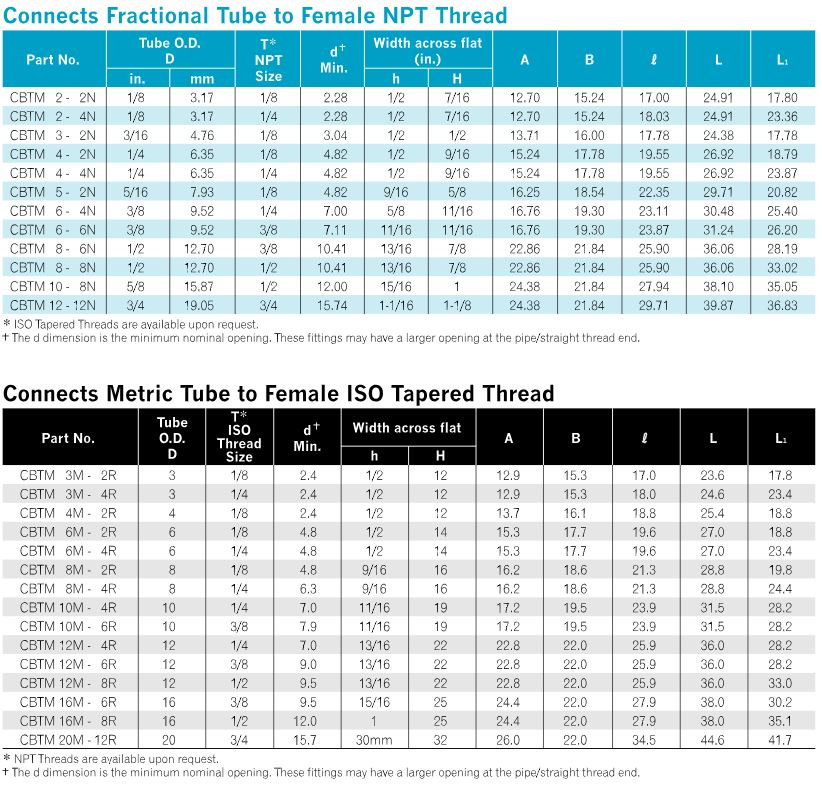 Connects Fractional Tube to Female NPT Thread
Part No. Tube O.D. D T* NPT Size d† Min. Width across flat (in.) A B ℓ L L₁
in. mm h H
CBTM 2 - 2N 1/8 3.17 1/8 2.28 1/2 7/16 12.70 15.24 17.00 24.91 17.80
CBTM 2 - 4N 1/8 3.17 1/4 2.28 1/2 7/16 12.70 15.24 18.03 24.91 23.36
CBTM 3 - 2N 3/16 4.76 1/8 3.04 1/2 1/2 13.71 16.00 17.78 24.38 17.78
CBTM 4 - 2N 1/4 6.35 1/8 4.82 1/2 9/16 15.24 17.78 19.55 26.92 18.79
CBTM 4 - 4N 1/4 6.35 1/4 4.82 1/2 9/16 15.24 17.78 19.55 26.92 23.87
CBTM 5 - 2N 5/16 7.93 1/8 4.82 9/16 5/8 16.25 18.54 22.35 29.71 20.82
CBTM 6 - 4N 3/8 9.52 1/4 7.00 5/8 11/16 16.76 19.30 23.11 30.48 25.40
CBTM 6 - 6N 3/8 9.52 3/8 7.11 11/16 11/16 16.76 19.30 23.87 31.24 26.20
CBTM 8 - 6N 1/2 12.70 3/8 10.41 13/16 7/8 22.86 21.84 25.90 36.06 28.19
CBTM 8 - 8N 1/2 12.70 1/2 10.41 13/16 7/8 22.86 21.84 25.90 36.06 33.02
CBTM 10 - 8N 5/8 15.87 1/2 12.00 15/16 1 24.38 21.84 27.94 38.10 35.05
CBTM 12 - 12N 3/4 19.05 3/4 15.74 1-1/16 1-1/8 24.38 21.84 29.71 39.87 36.83
* ISO Tapered Threads are available upon request.
† The d dimension is the minimum nominal opening. These fittings may have a larger opening at the pipe/straight thread end.
Connects Metric Tube to Female ISO Tapered Thread
Part No. Tube O.D. D T* ISO Thread Size d† Min. Width across flat A B ℓ L L₁
h H
CBTM 3M - 2R 3 1/8 2.4 1/2 12 12.9 15.3 17.0 23.6 17.8
CBTM 3M - 4R 3 1/4 2.4 1/2 12 12.9 15.3 18.0 24.6 23.4
CBTM 4M - 2R 4 1/8 2.4 1/2 12 13.7 16.1 18.8 25.4 18.8
CBTM 6M - 2R 6 1/8 4.8 1/2 14 15.3 17.7 19.6 27.0 18.8
CBTM 6M - 4R 6 1/4 4.8 1/2 14 15.3 17.7 19.6 27.0 23.4
CBTM 8M - 2R 8 1/8 4.8 9/16 16 16.2 18.6 21.3 28.8 19.8
CBTM 8M - 4R 8 1/4 6.3 9/16 16 16.2 18.6 21.3 28.8 24.4
CBTM 10M - 4R 10 1/4 7.0 11/16 19 17.2 19.5 23.9 31.5 28.2
CBTM 10M - 6R 10 3/8 7.9 11/16 19 17.2 19.5 23.9 31.5 28.2
CBTM 12M - 4R 12 1/4 7.0 13/16 22 22.8 22.0 25.9 36.0 28.2
CBTM 12M - 6R 12 3/8 9.0 13/16 22 22.8 22.0 25.9 36.0 28.2
CBTM 12M - 8R 12 1/2 9.5 13/16 22 22.8 22.0 25.9 36.0 33.0
CBTM 16M - 6R 16 3/8 9.5 15/16 25 24.4 22.0 27.9 38.0 30.2
CBTM 16M - 8R 16 1/2 12.0 1 25 24.4 22.0 27.9 38.0 35.1
CBTM 20M - 12R 20 3/4 15.7 30mm 32 26.0 22.0 34.5 44.6 41.7
* NPT Threads are available upon request.
† The d dimension is the minimum nominal opening. These fittings may have a larger opening at the pipe/straight thread end.